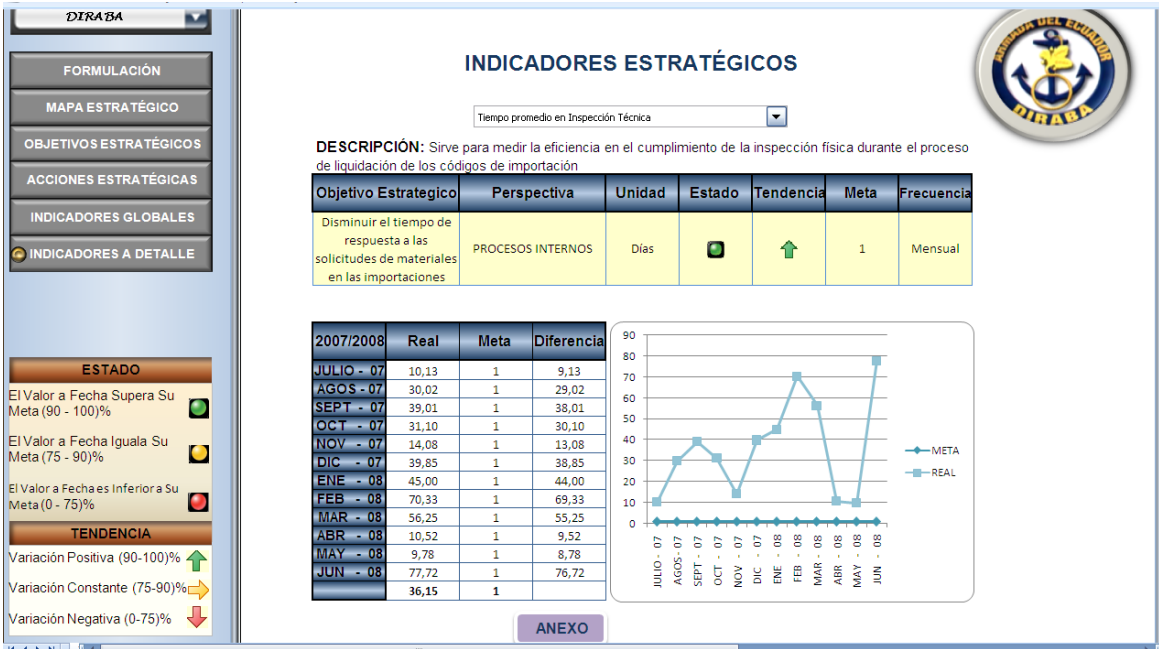 DIRABA
FORMULACIÓN
MAPA ESTRATÉGICO
OBJETIVOS ESTRATÉGICOS
ACCIONES ESTRATÉGICAS
INDICADORES GLOBALES
INDICADORES A DETALLE
ESTADO
El Valor a Fecha Supera Su
Meta (90 - 100)%
El Valor a Fecha Iguala Su
Meta (75 - 90)%
El Valor a Fecha es Inferior a Su
Meta (0 - 75)%
TENDENCIA
Variación Positiva (90-100)%
Variación Constante (75-90)%
Variación Negativa (0-75)%
INDICADORES ESTRATÉGICOS
ARMADA DEL ECUADOR
DIRABA
Tiempo promedio en Inspección Técnica
DESCRIPCIÓN: Sirve para medir la eficiencia en el cumplimiento de la inspección física durante el proceso
de liquidación de los códigos de importación
Objetivo Estrategico Perspectiva Unidad Estado Tendencia Meta Frecuencia
Disminuir el tiempo de
respuesta a las
solicitudes de materiales
en las importaciones
PROCESOS INTERNOS Días 1 Mensual
2007/2008 Real Meta Diferencia
JULIO - 07 10,13 1 9,13
AGOS - 07 30,02 1 29,02
SEPT - 07 39,01 1 38,01
OCT - 07 31,10 1 30,10
NOV - 07 14,08 1 13,08
DIC - 07 39,85 1 38,85
ENE - 08 45,00 1 44,00
FEB - 08 70,33 1 69,33
MAR - 08 56,25 1 55,25
ABR - 08 10,52 1 9,52
MAY - 08 9,78 1 8,78
JUN - 08 77,72 1 76,72
36,15 1
90
80
70
60
50
40
30
20
10
0
JULIO - 07
AGOS - 07
SEPT - 07
OCT - 07
NOV - 07
DIC - 07
ENE - 08
FEB - 08
MAR - 08
ABR - 08
MAY - 08
JUN - 08
META
REAL
ANEXO